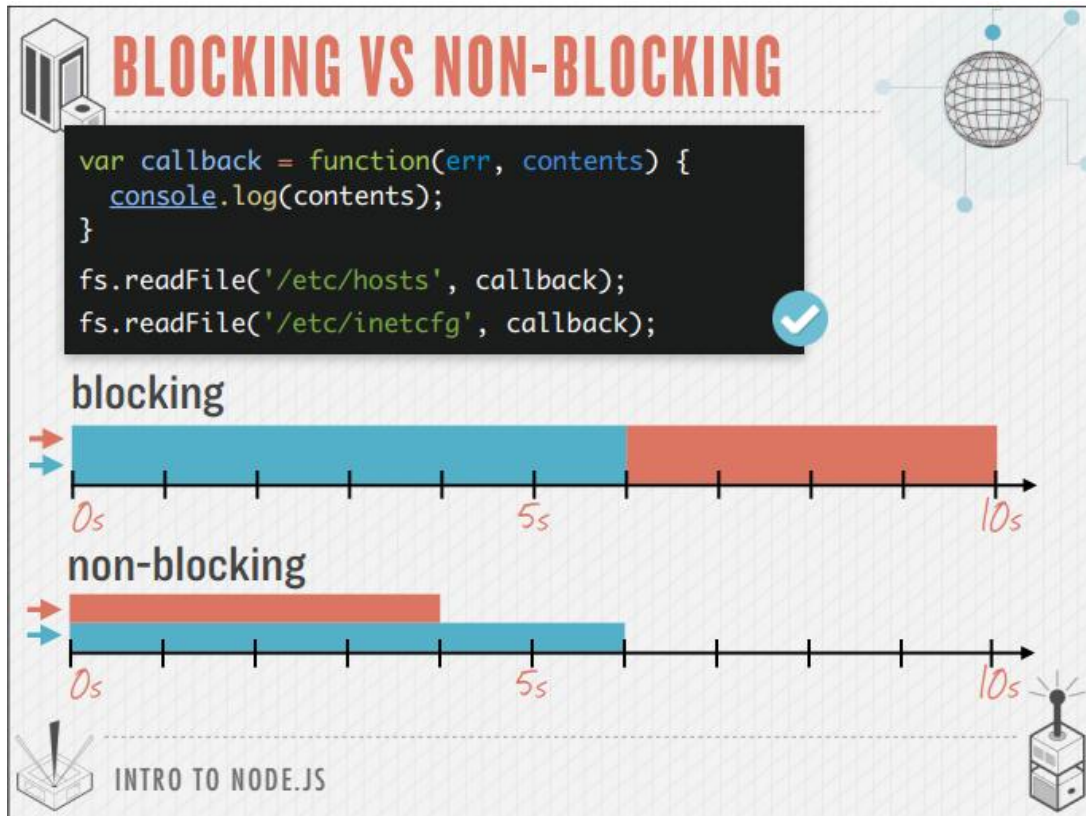 BLOCKING VS NON-BLOCKING
var callback = function(err, contents) {
  console.log(contents);
}
fs.readFile('/etc/hosts', callback);
fs.readFile('/etc/inetcfg', callback);
blocking
0s 5s 10s
non-blocking
0s 5s 10s
INTRO TO NODE.JS